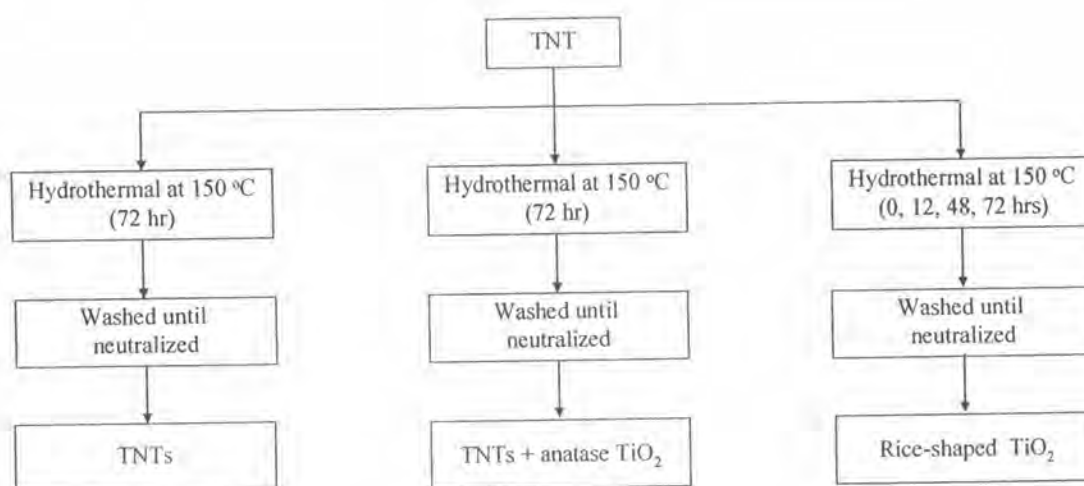 TNT
Hydrothermal at 150 °C
(72 hr)
Hydrothermal at 150 °C
(72 hr)
Hydrothermal at 150 °C
(0, 12, 48, 72 hrs)
Washed until
neutralized
Washed until
neutralized
Washed until
neutralized
TNTs
TNTs + anatase TiO₂
Rice-shaped TiO₂